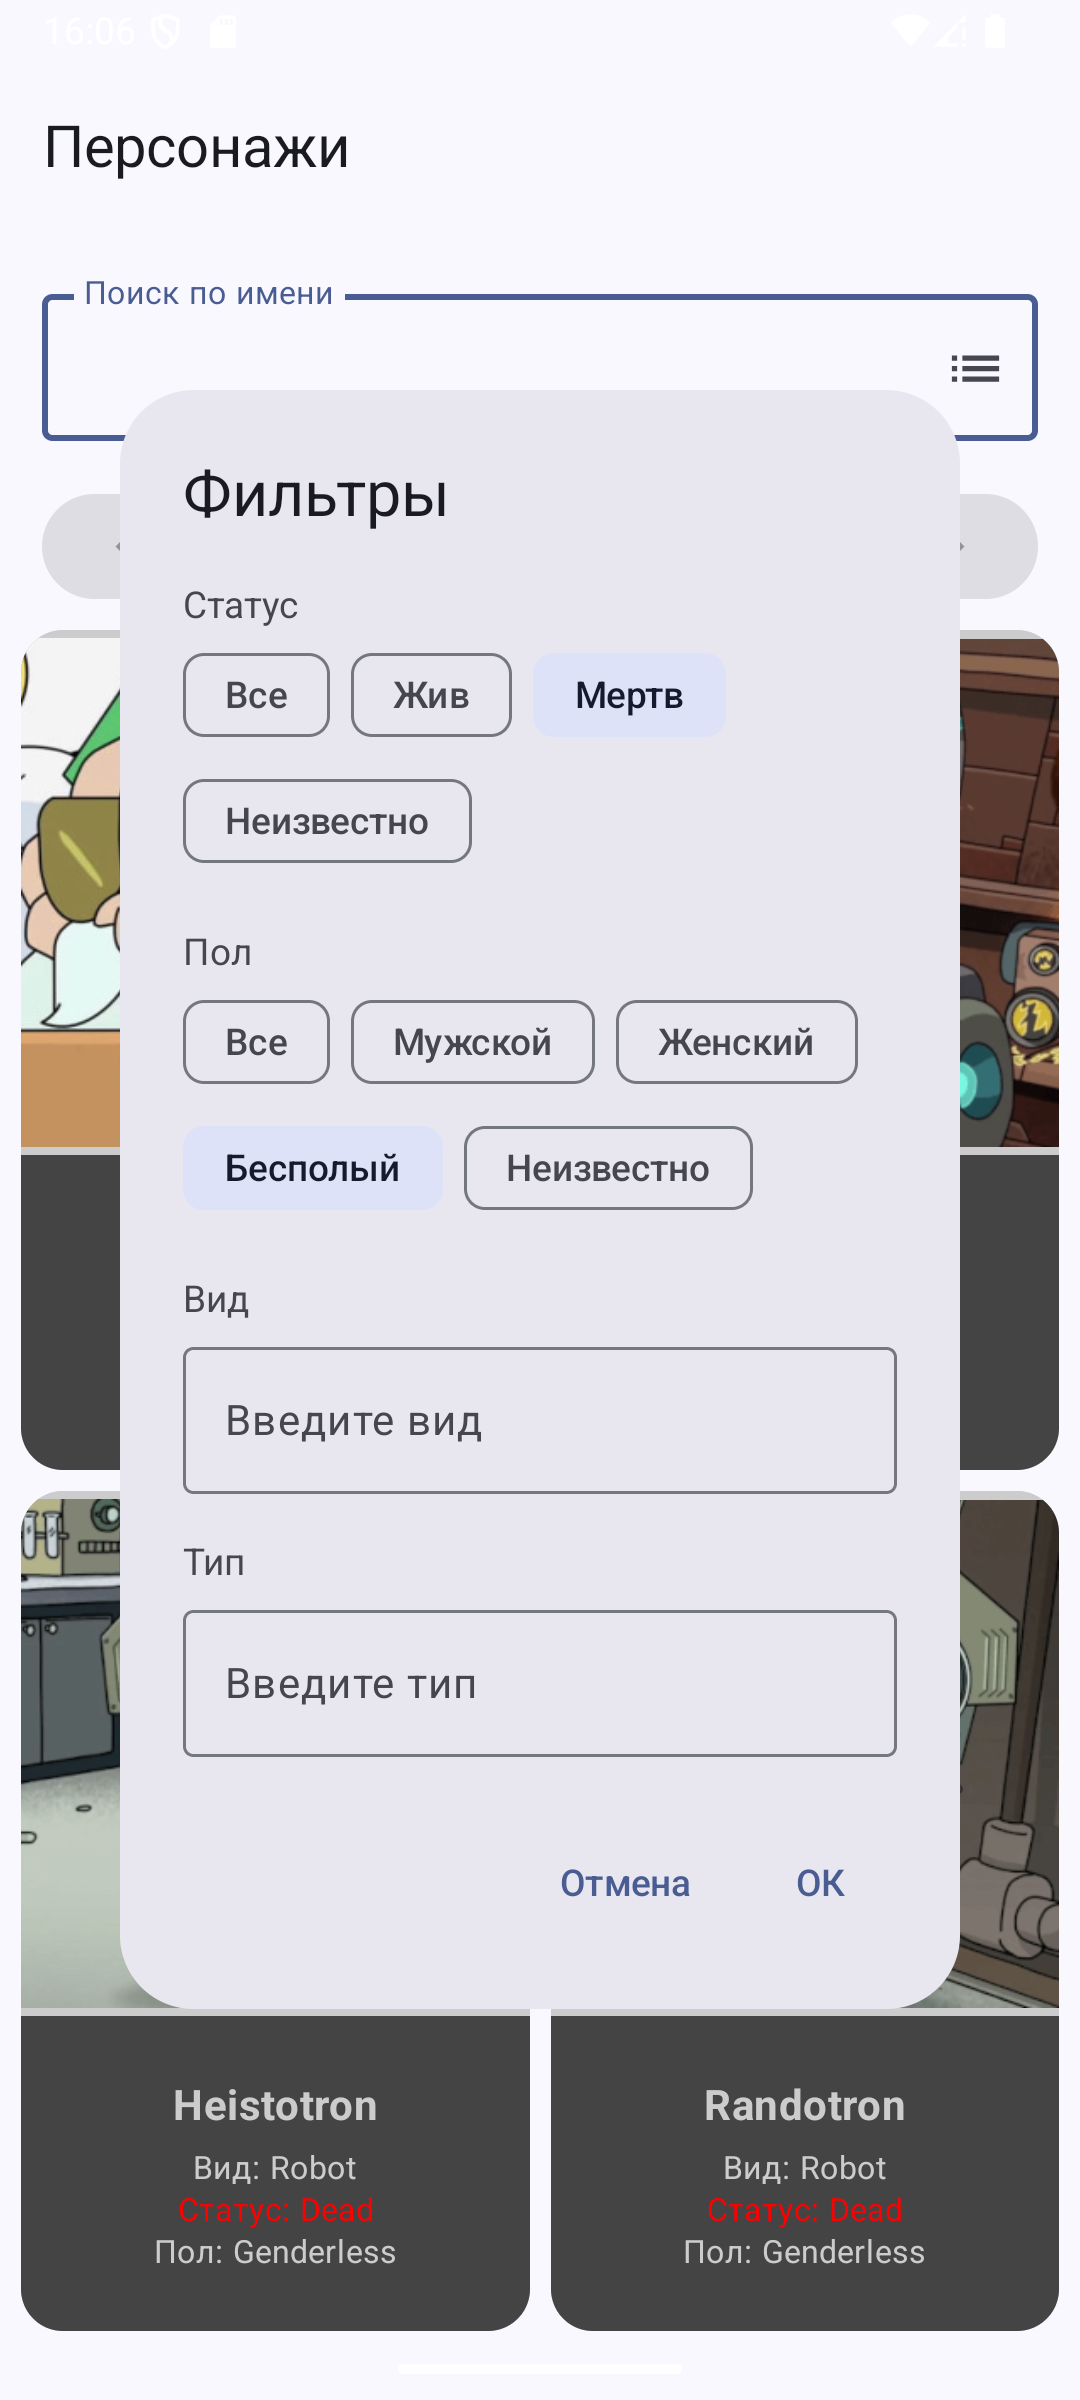 16:06
Персонажи
Поиск по имени
Фильтры
Статус
Все Жив Мертв
Неизвестно
Пол
Все Мужской Женский
Бесполый Неизвестно
Вид
Введите вид
Тип
Введите тип
Отмена ОК
Heistotron
Вид: Robot
Статус: Dead
Пол: Genderless
Randotron
Вид: Robot
Статус: Dead
Пол: Genderless